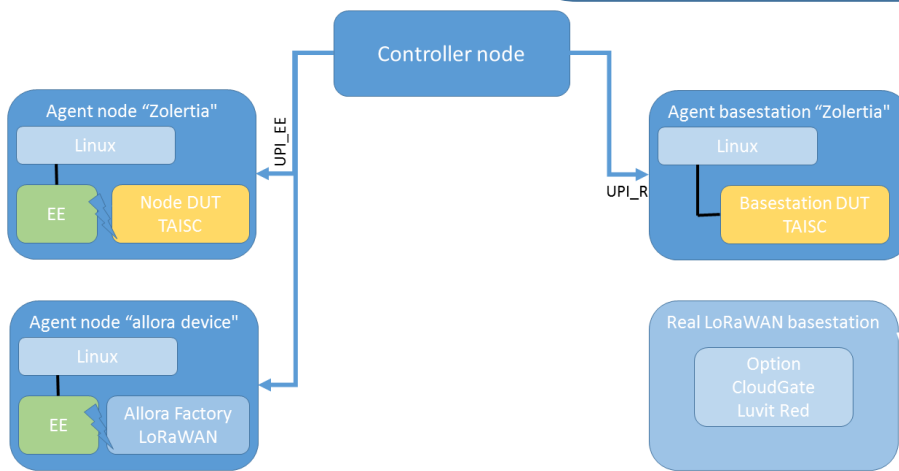 Controller node
Agent node “Zolertia"
Linux
EE
Node DUT
TAISC
UPI_EE
UPI_R
Agent basestation "Zolertia"
Linux
Basestation DUT
TAISC
Agent node “allora device"
Linux
EE
Allora Factory
LoRaWAN
Real LoRaWAN basestation
Option
CloudGate
Luvit Red